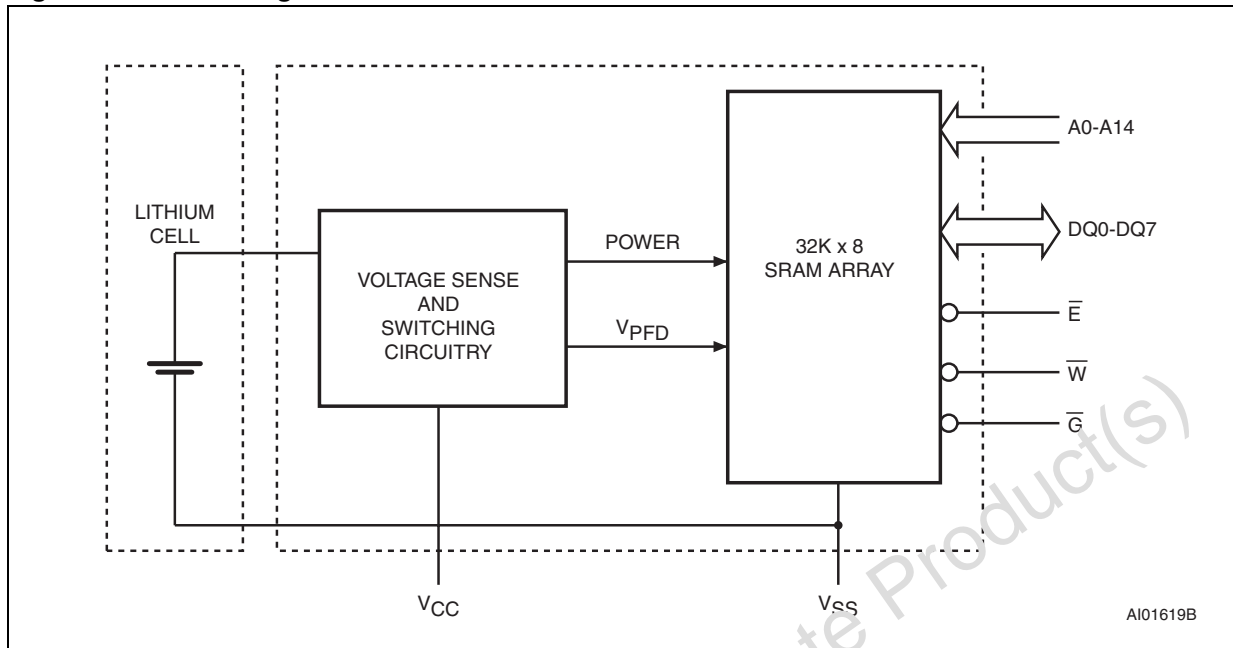 LITHIUM
CELL
VOLTAGE SENSE
AND
SWITCHING
CIRCUITRY
POWER
VPFD
32K x 8
SRAM ARRAY
A0-A14
DQ0-DQ7
E̅
W̅
G̅
VCC
VSS
te Product(s)
AI01619B